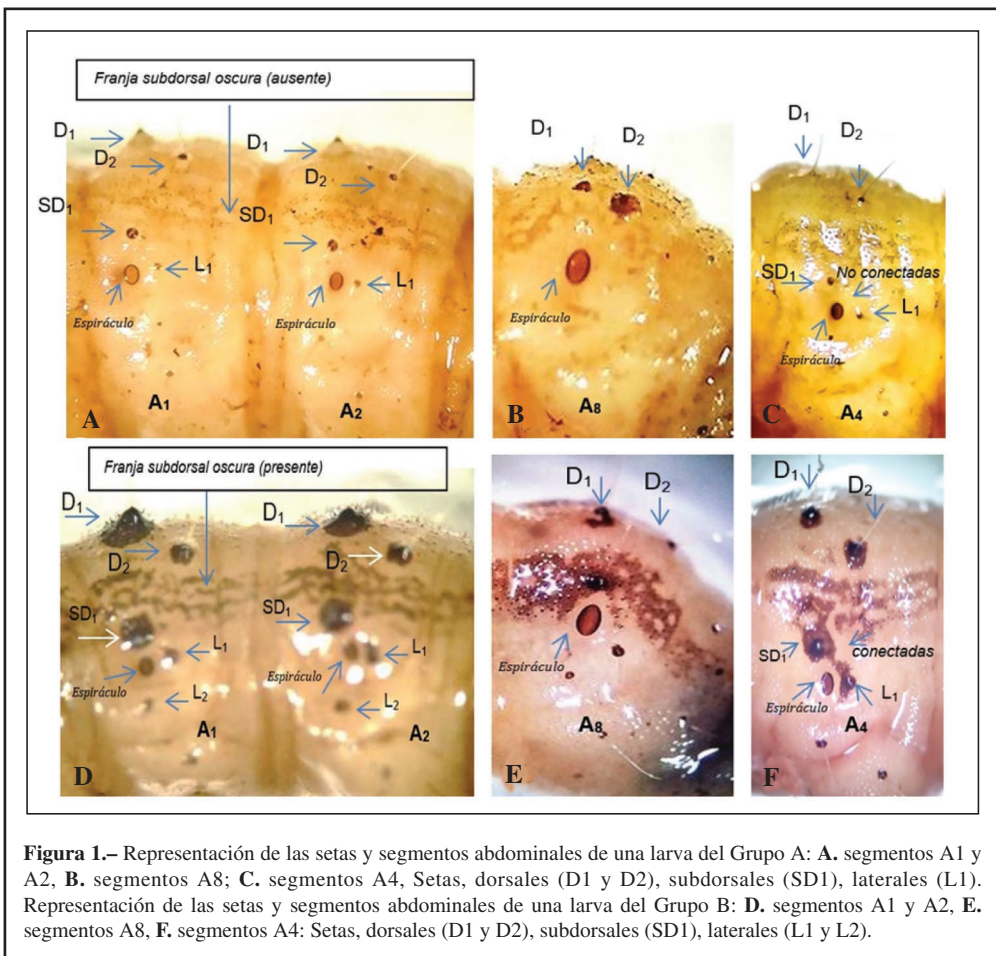 Franja subdorsal oscura (ausente)
D1
D2
SD1
L1
Espiráculo
A1
A
D1
D2
SD1
L1
Espiráculo
A2
D1
D2
Espiráculo
A8
B
D1
D2
SD1
No conectadas
L1
Espiráculo
A4
C
Franja subdorsal oscura (presente)
D1
D2
SD1
L1
Espiráculo
L2
A1
D
D1
D2
SD1
L1
Espiráculo
L2
A2
D1
D2
Espiráculo
A8
E
D1
D2
SD1
conectadas
Espiráculo
L1
A4
F
Figura 1.– Representación de las setas y segmentos abdominales de una larva del Grupo A: A. segmentos A1 y
A2, B. segmentos A8; C. segmentos A4, Setas, dorsales (D1 y D2), subdorsales (SD1), laterales (L1).
Representación de las setas y segmentos abdominales de una larva del Grupo B: D. segmentos A1 y A2, E.
segmentos A8, F. segmentos A4: Setas, dorsales (D1 y D2), subdorsales (SD1), laterales (L1 y L2).